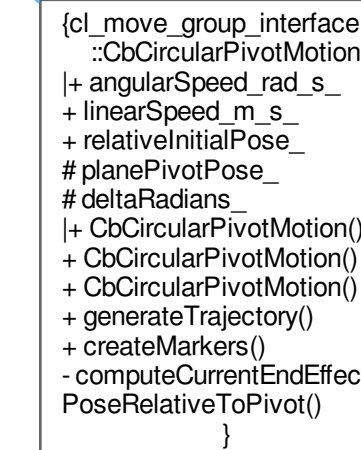 {cl_move_group_interface
::CbCircularPivotMotion
|+ angularSpeed_rad_s_
+ linearSpeed_m_s_
+ relativeInitialPose_
# planePivotPose_
# deltaRadians_
|+ CbCircularPivotMotion()
+ CbCircularPivotMotion()
+ CbCircularPivotMotion()
+ generateTrajectory()
+ createMarkers()
- computeCurrentEndEffec
PoseRelativeToPivot()
}